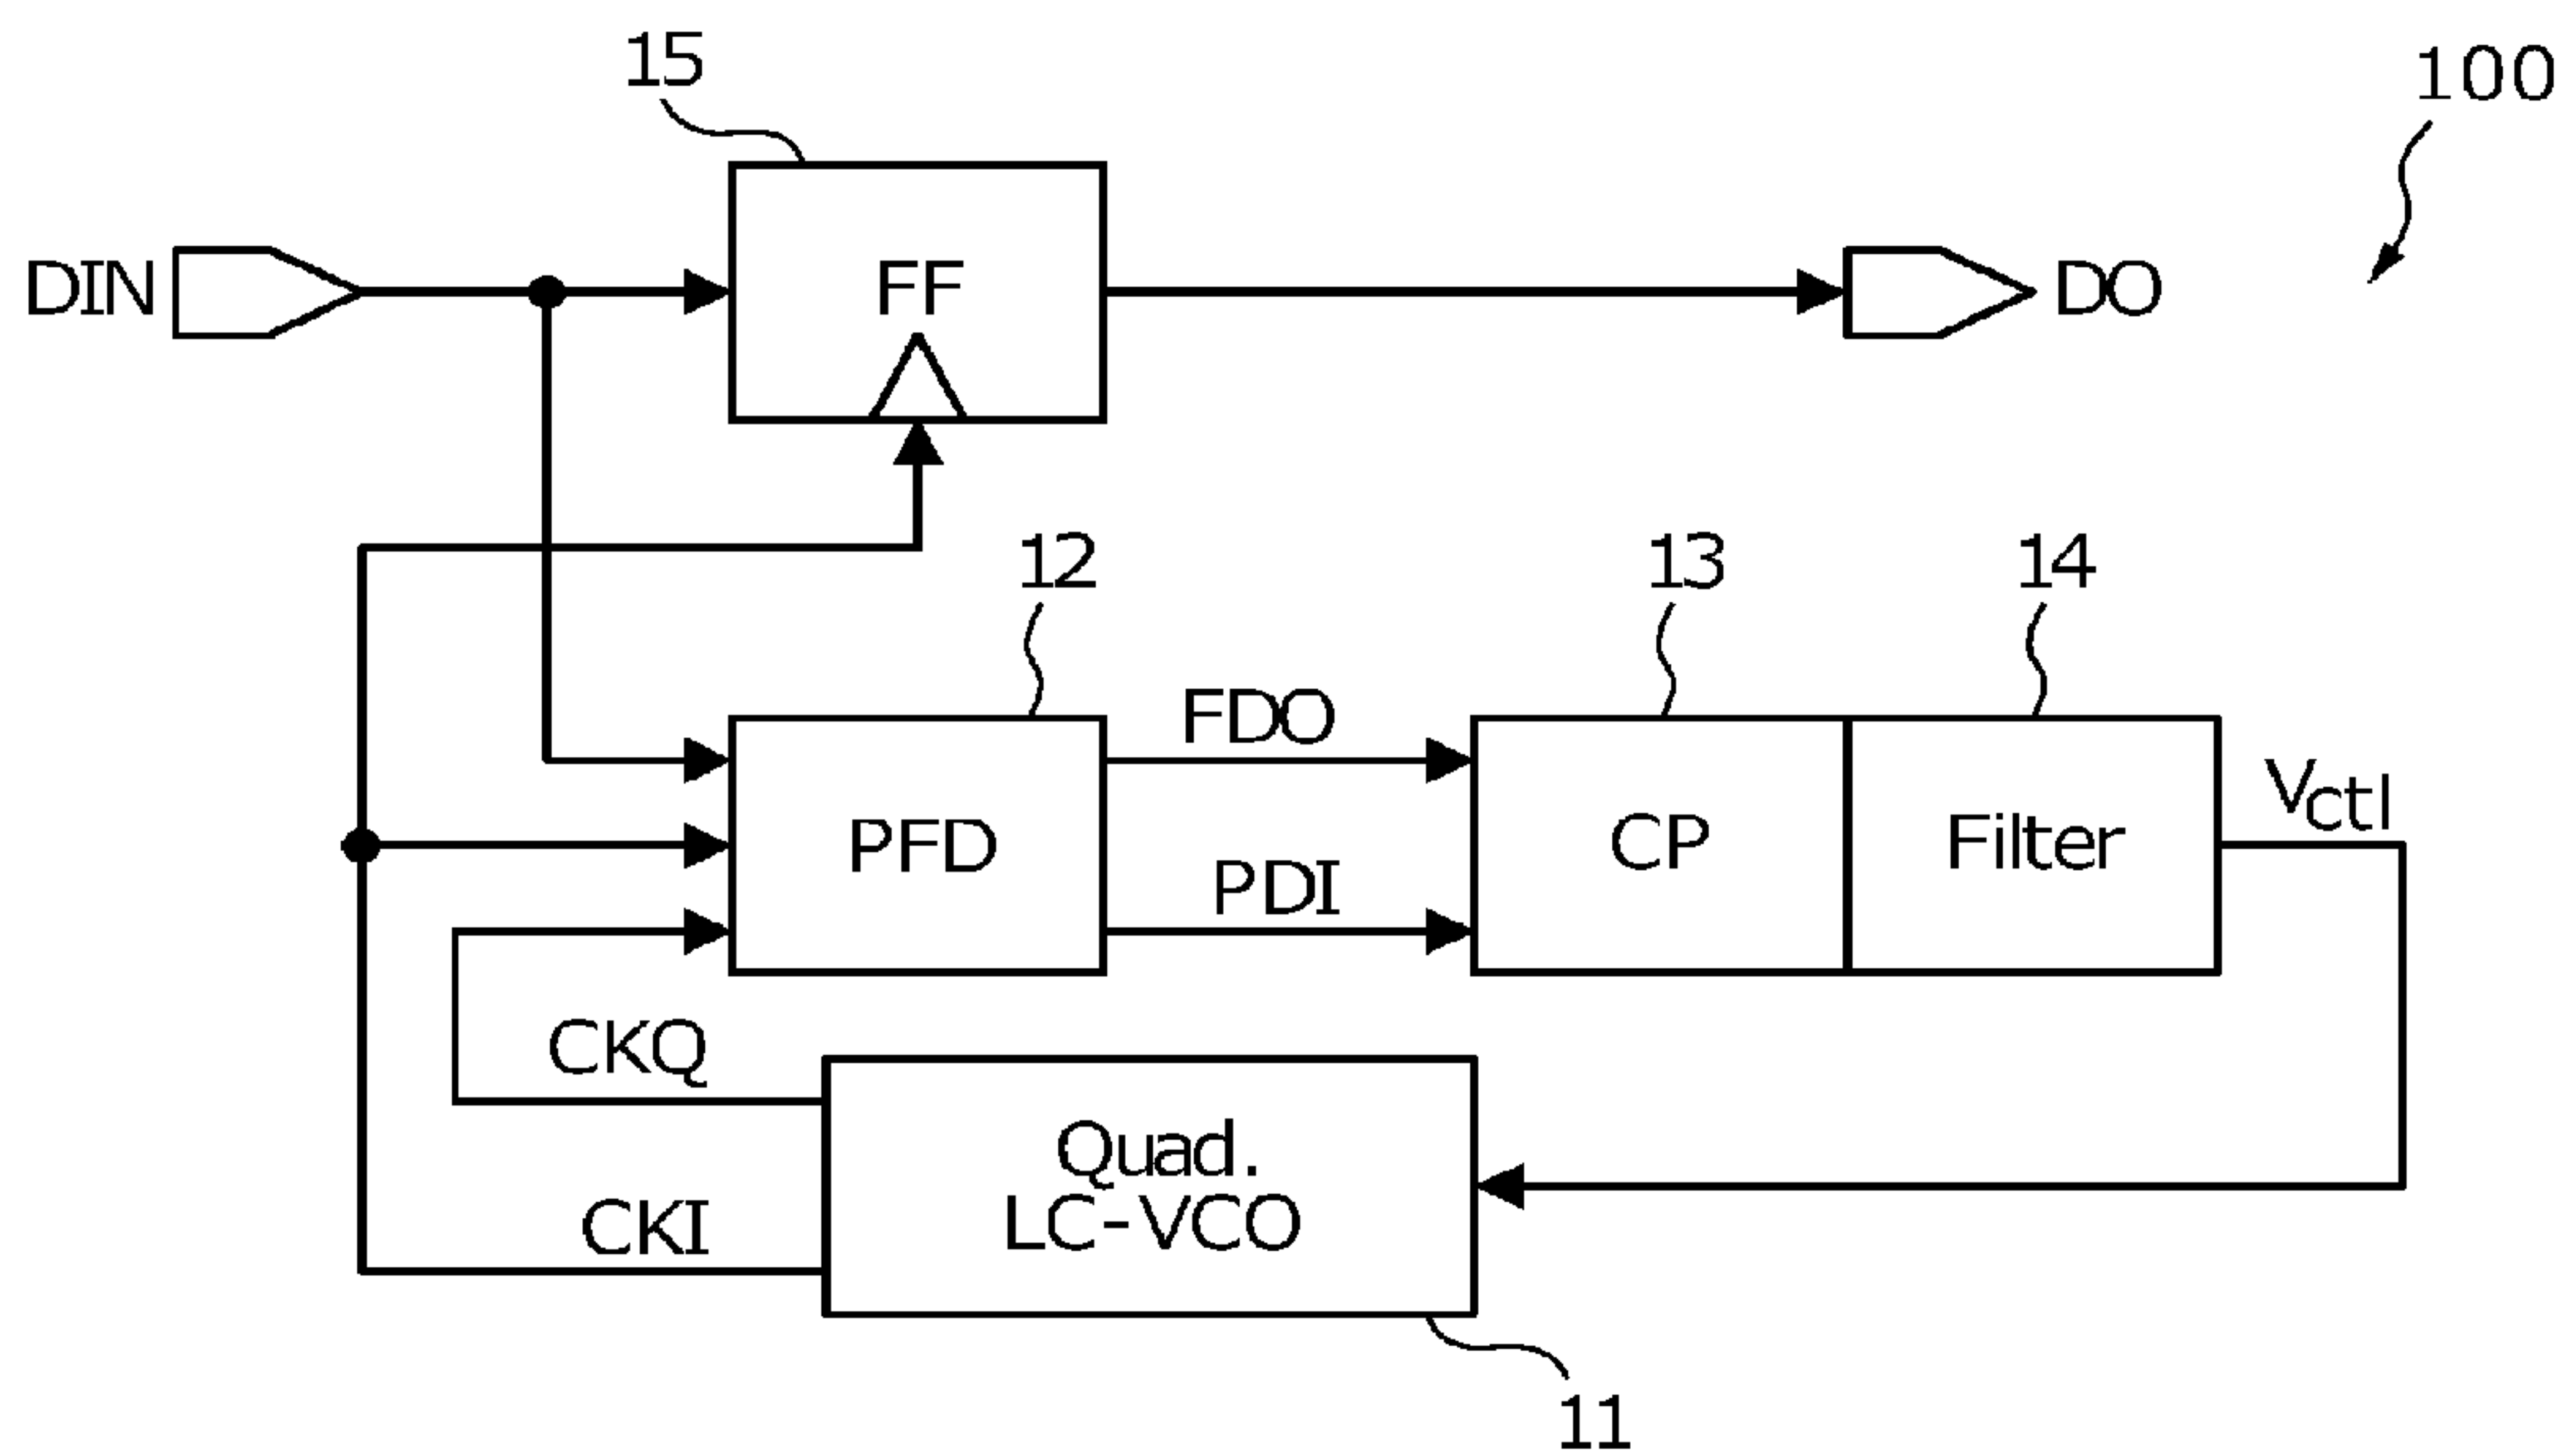 15
100
DIN
FF
DO
12
13
14
FDO
PFD
PDI
CP
Filter
Vctl
CKQ
Quad.
LC-VCO
CKI
11